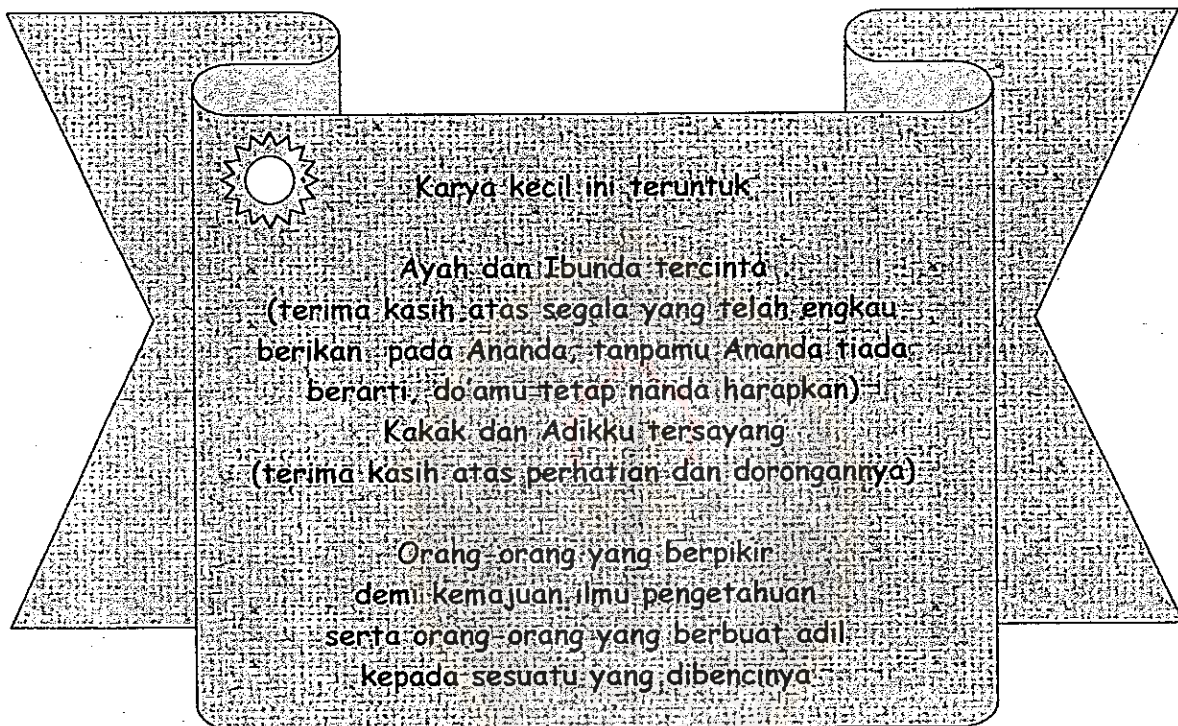 Karya kecil ini teruntuk
Ayah dan Ibunda tercinta
(terima kasih atas segala yang telah engkau
berikan pada Ananda, tanpamu Ananda tiada
berarti, do'amu tetap nanda harapkan)
Kakak dan Adikku tersayang
(terima kasih atas perhatian dan dorongannya)
Orang-orang yang berpikir
demi kemajuan ilmu pengetahuan
serta orang-orang yang berbuat adil
kepada sesuatu yang dibencinya